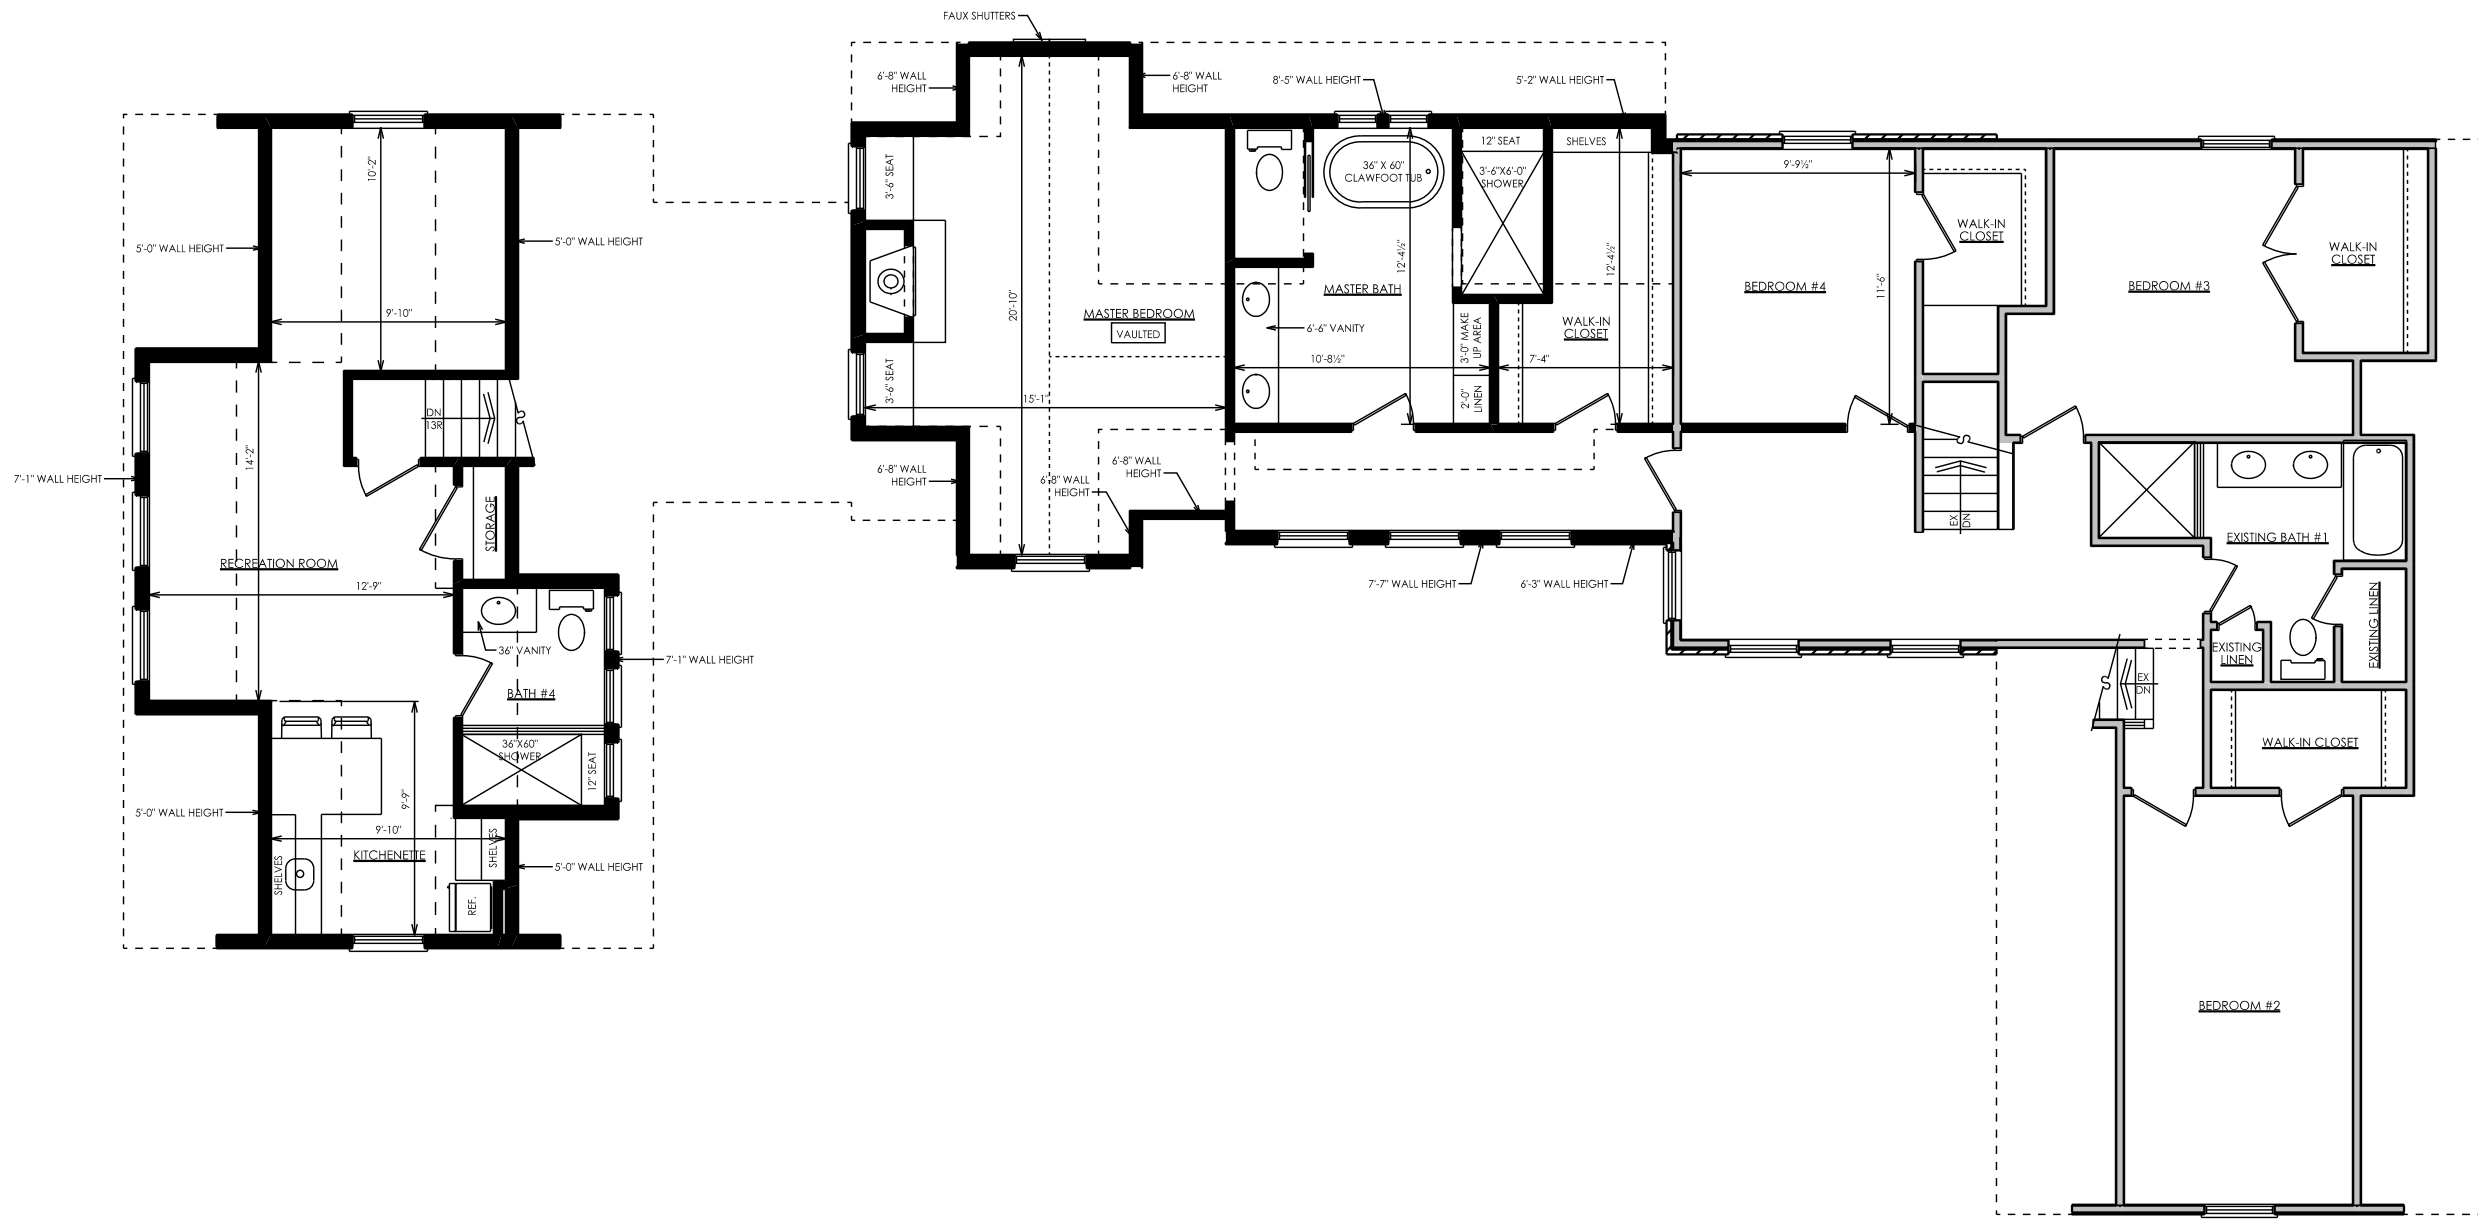 FAUX SHUTTERS
6'-8" WALL
HEIGHT
6'-8" WALL
HEIGHT
8'-5" WALL HEIGHT
5'-2" WALL HEIGHT
10'-2"
5'-0" WALL HEIGHT
5'-0" WALL HEIGHT
9'-10"
DN
13R
14'-2"
7'-1" WALL HEIGHT
STORAGE
RECREATION ROOM
12'-9"
36" VANITY
7'-1" WALL HEIGHT
BATH #4
36"X60"
SHOWER
12" SEAT
9'-9"
5'-0" WALL HEIGHT
9'-10"
KITCHENETTE
SHELVES
SHELVES
5'-0" WALL HEIGHT
REF.
3'-6" SEAT
20'-10"
MASTER BEDROOM
VAULTED
3'-6" SEAT
15'-1"
6'-8" WALL
HEIGHT
6'-8" WALL
HEIGHT
6'-8" WALL
HEIGHT
36" X 60"
CLAWFOOT TUB
12" SEAT
3'-6"X6'-0"
SHOWER
SHELVES
12'-4½"
12'-4½"
MASTER BATH
6'-6" VANITY
3'-0" MAKE
UP AREA
WALK-IN
CLOSET
10'-8½"
7'-4"
2'-0"
LINEN
7'-7" WALL HEIGHT
6'-3" WALL HEIGHT
9'-9½"
BEDROOM #4
11'-6"
WALK-IN
CLOSET
BEDROOM #3
WALK-IN
CLOSET
EX
DN
EXISTING BATH #1
EXISTING LINEN
EXISTING
LINEN
EX
DN
WALK-IN CLOSET
BEDROOM #2